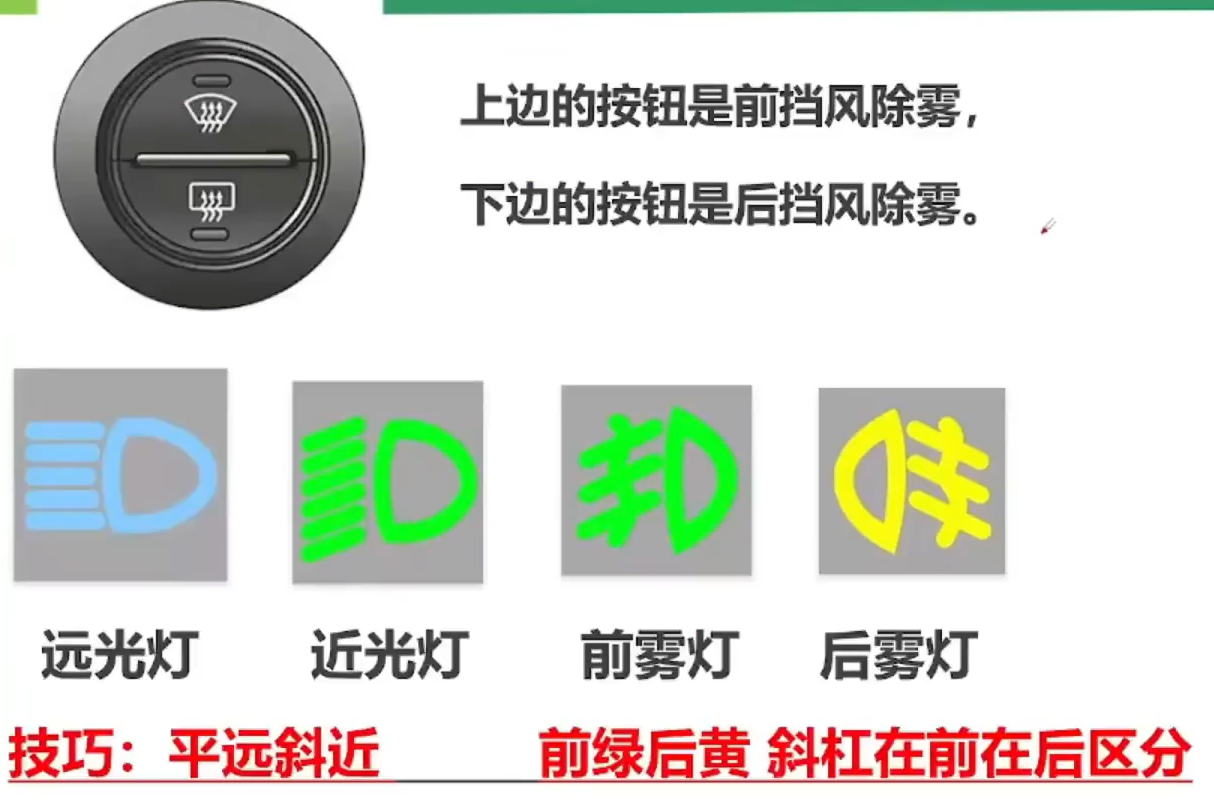 上边的按钮是前挡风除雾，
下边的按钮是后挡风除雾。
远光灯 近光灯 前雾灯 后雾灯
技巧：平远斜近 前绿后黄 斜杠在前在后区分